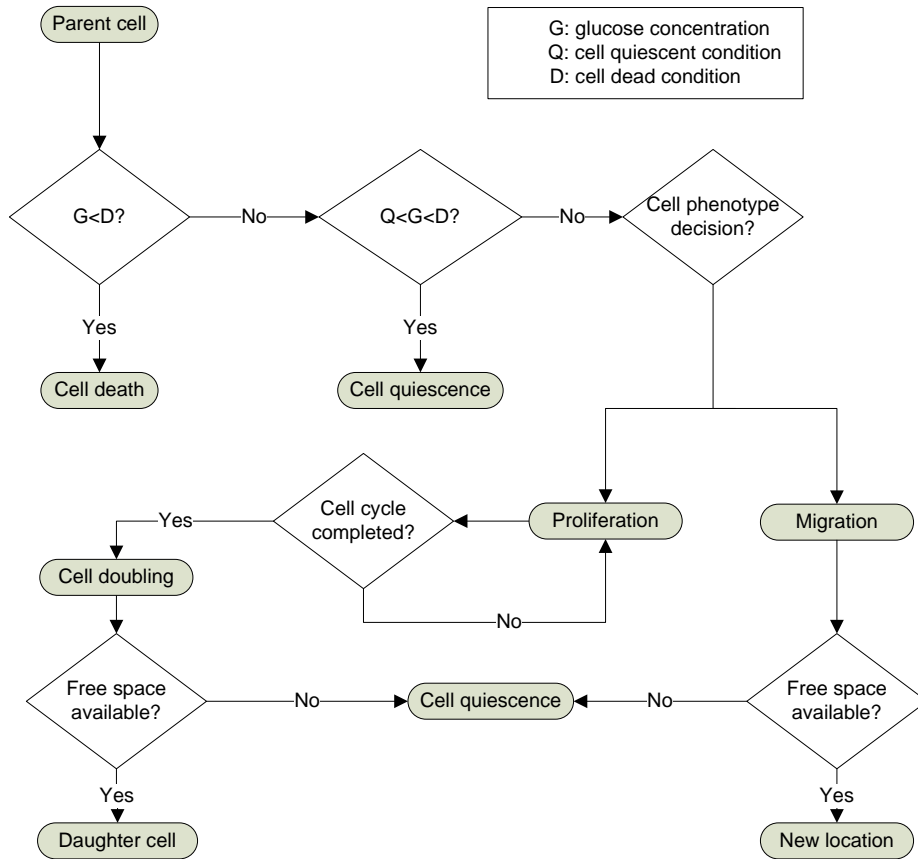 Parent cell
G: glucose concentration
Q: cell quiescent condition
D: cell dead condition
G<D?
No
Q<G<D?
No
Cell phenotype
decision?
Yes
Yes
Cell death
Cell quiescence
Cell cycle
completed?
Yes
Proliferation
Migration
Cell doubling
No
Free space
available?
No
Cell quiescence
No
Free space
available?
Yes
Yes
Daughter cell
New location